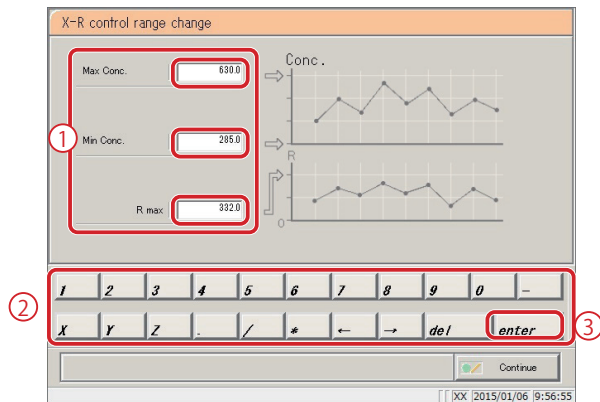 X-R control range change
Max Conc. 630.0
Min Conc. 285.0
R max 332.0
Conc.
R
0
①
②
③
1 2 3 4 5 6 7 8 9 0 -
X Y Z . / * ← → del enter
Continue
XX 2015/01/06 9:56:55